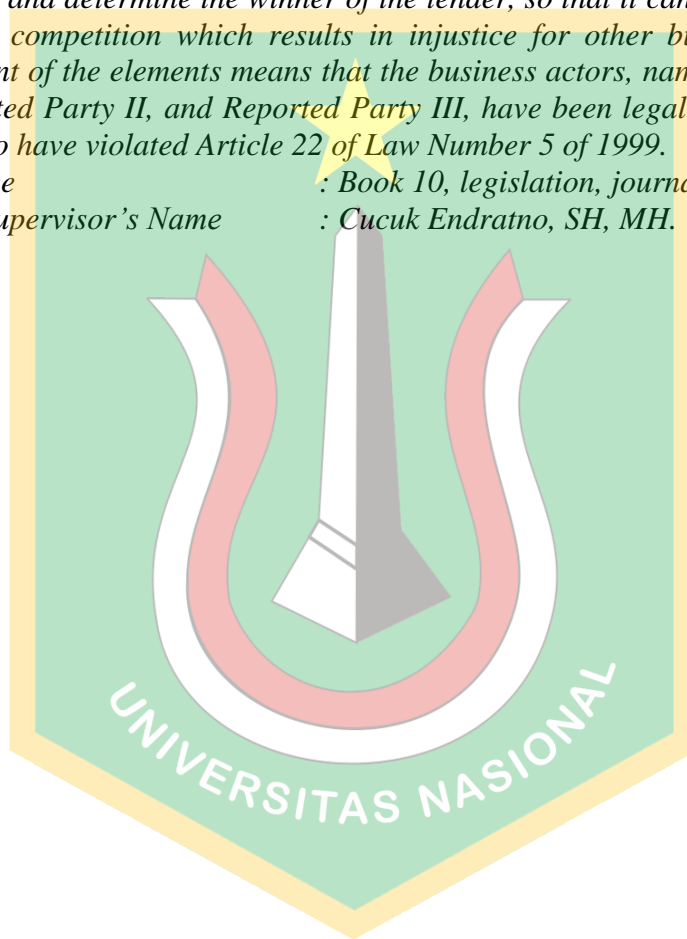 and determine the winner of the tender, so that it can
competition which results in injustice for other bu
nt of the elements means that the business actors, nam
ted Party II, and Reported Party III, have been legal
o have violated Article 22 of Law Number 5 of 1999.
e : Book 10, legislation, journa
upervisor's Name : Cucuk Endratno, SH, MH.
UNIVERSITAS NASIONAL